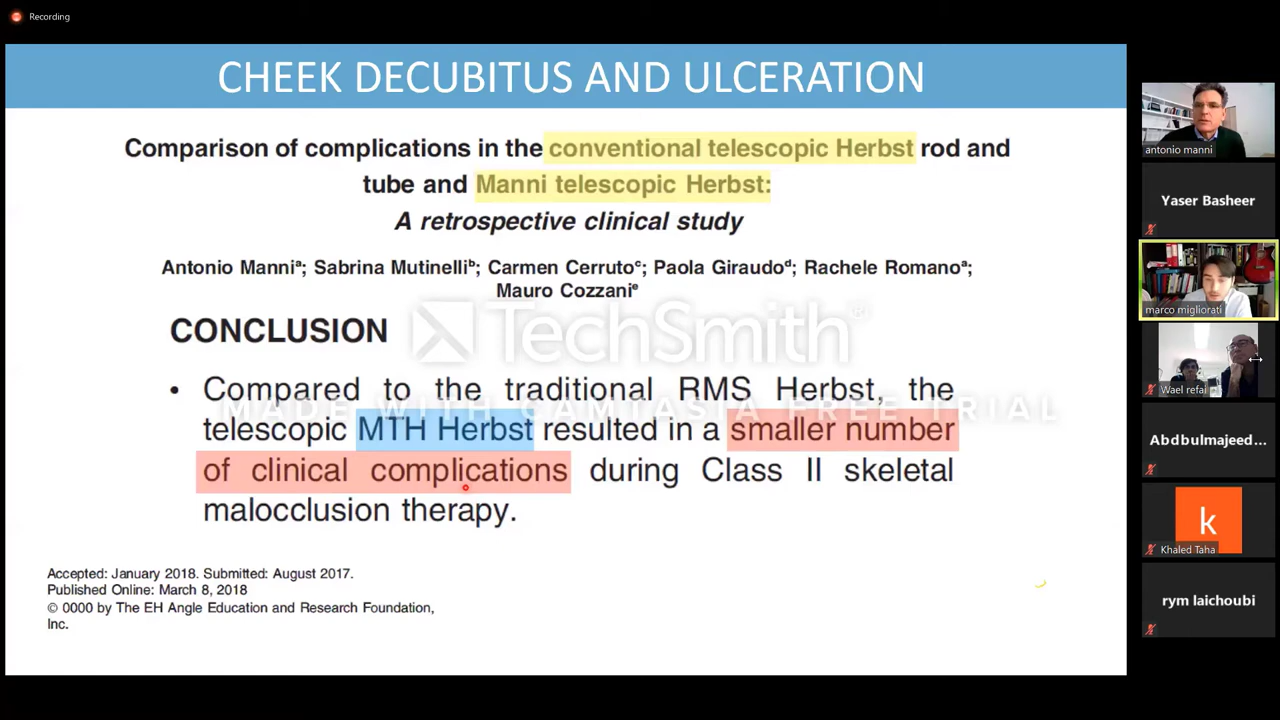 Recording
CHEEK DECUBITUS AND ULCERATION
Comparison of complications in the conventional telescopic Herbst rod and
tube and Manni telescopic Herbst:
A retrospective clinical study
Antonio Manniᵃ; Sabrina Mutinelliᵇ; Carmen Cerrutoᶜ; Paola Giraudoᵈ; Rachele Romanoᵃ;
Mauro Cozzaniᵉ
TechSmith®
CONCLUSION
• Compared to the traditional RMS Herbst, the
MADE WITH CAMTASIA FREE TRIAL
telescopic MTH Herbst resulted in a smaller number
of clinical complications during Class II skeletal
malocclusion therapy.
Accepted: January 2018. Submitted: August 2017.
Published Online: March 8, 2018
© 0000 by The EH Angle Education and Research Foundation,
Inc.
antonio manni
Yaser Basheer
marco migliorati
Wael refai
Abdbulmajeed...
k
Khaled Taha
rym laichoubi